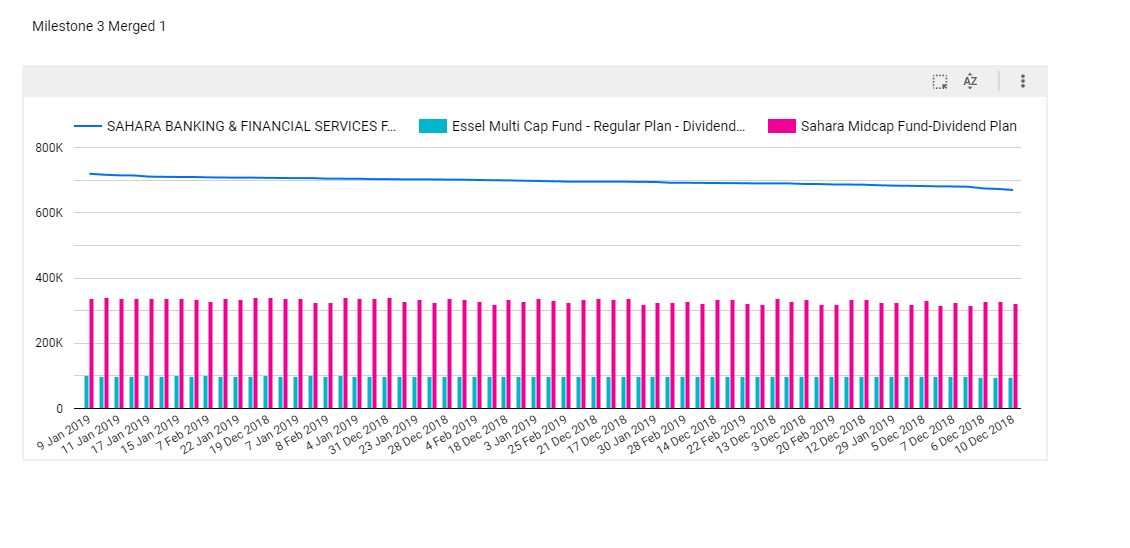 Milestone 3 Merged 1
SAHARA BANKING & FINANCIAL SERVICES F...
Essel Multi Cap Fund - Regular Plan - Dividend...
Sahara Midcap Fund-Dividend Plan
800K
600K
400K
200K
0
9 Jan 2019
11 Jan 2019
17 Jan 2019
15 Jan 2019
7 Feb 2019
22 Jan 2019
19 Dec 2018
7 Jan 2019
8 Feb 2019
4 Jan 2019
31 Dec 2018
23 Jan 2019
28 Dec 2018
4 Feb 2019
18 Dec 2018
3 Jan 2019
25 Feb 2019
21 Dec 2018
17 Dec 2018
30 Jan 2019
28 Feb 2019
14 Dec 2018
22 Feb 2019
13 Dec 2018
3 Dec 2018
20 Feb 2019
12 Dec 2018
29 Jan 2019
5 Dec 2018
7 Dec 2018
6 Dec 2018
10 Dec 2018